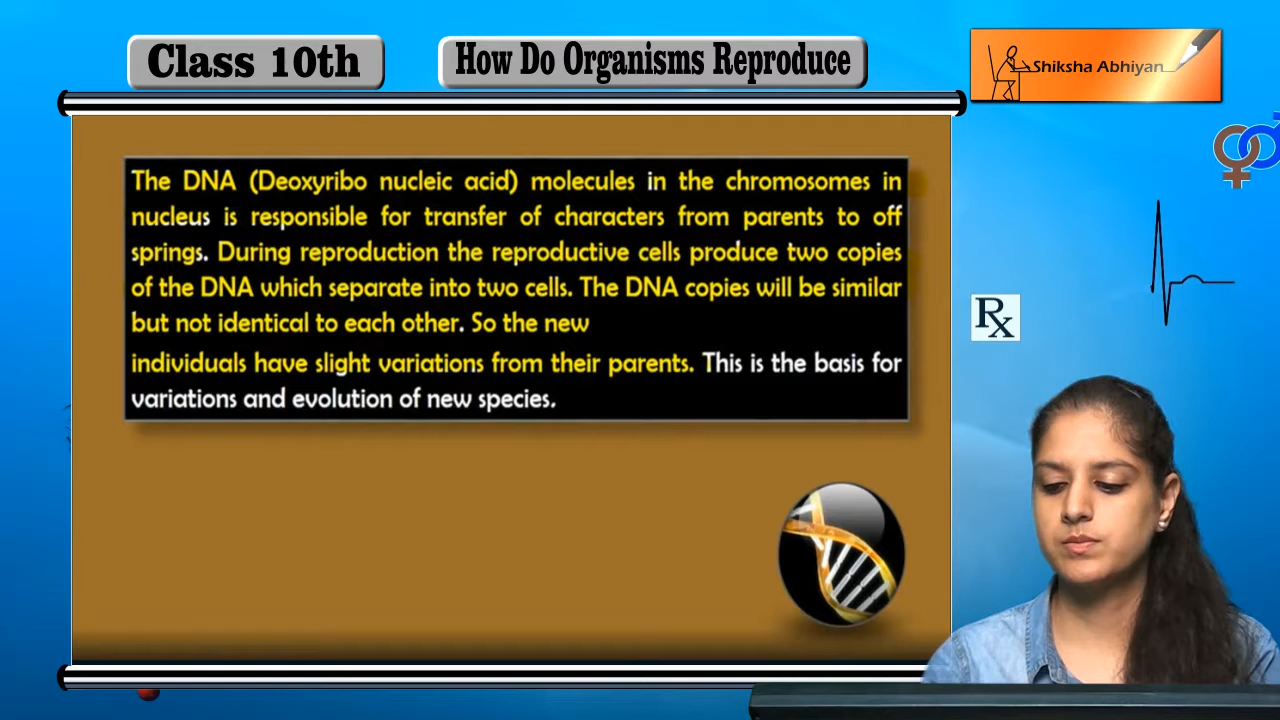 Class 10th
How Do Organisms Reproduce
Shiksha Abhiyan
The DNA (Deoxyribo nucleic acid) molecules in the chromosomes in
nucleus is responsible for transfer of characters from parents to off
springs. During reproduction the reproductive cells produce two copies
of the DNA which separate into two cells. The DNA copies will be similar
but not identical to each other. So the new
individuals have slight variations from their parents. This is the basis for
variations and evolution of new species.
Rx